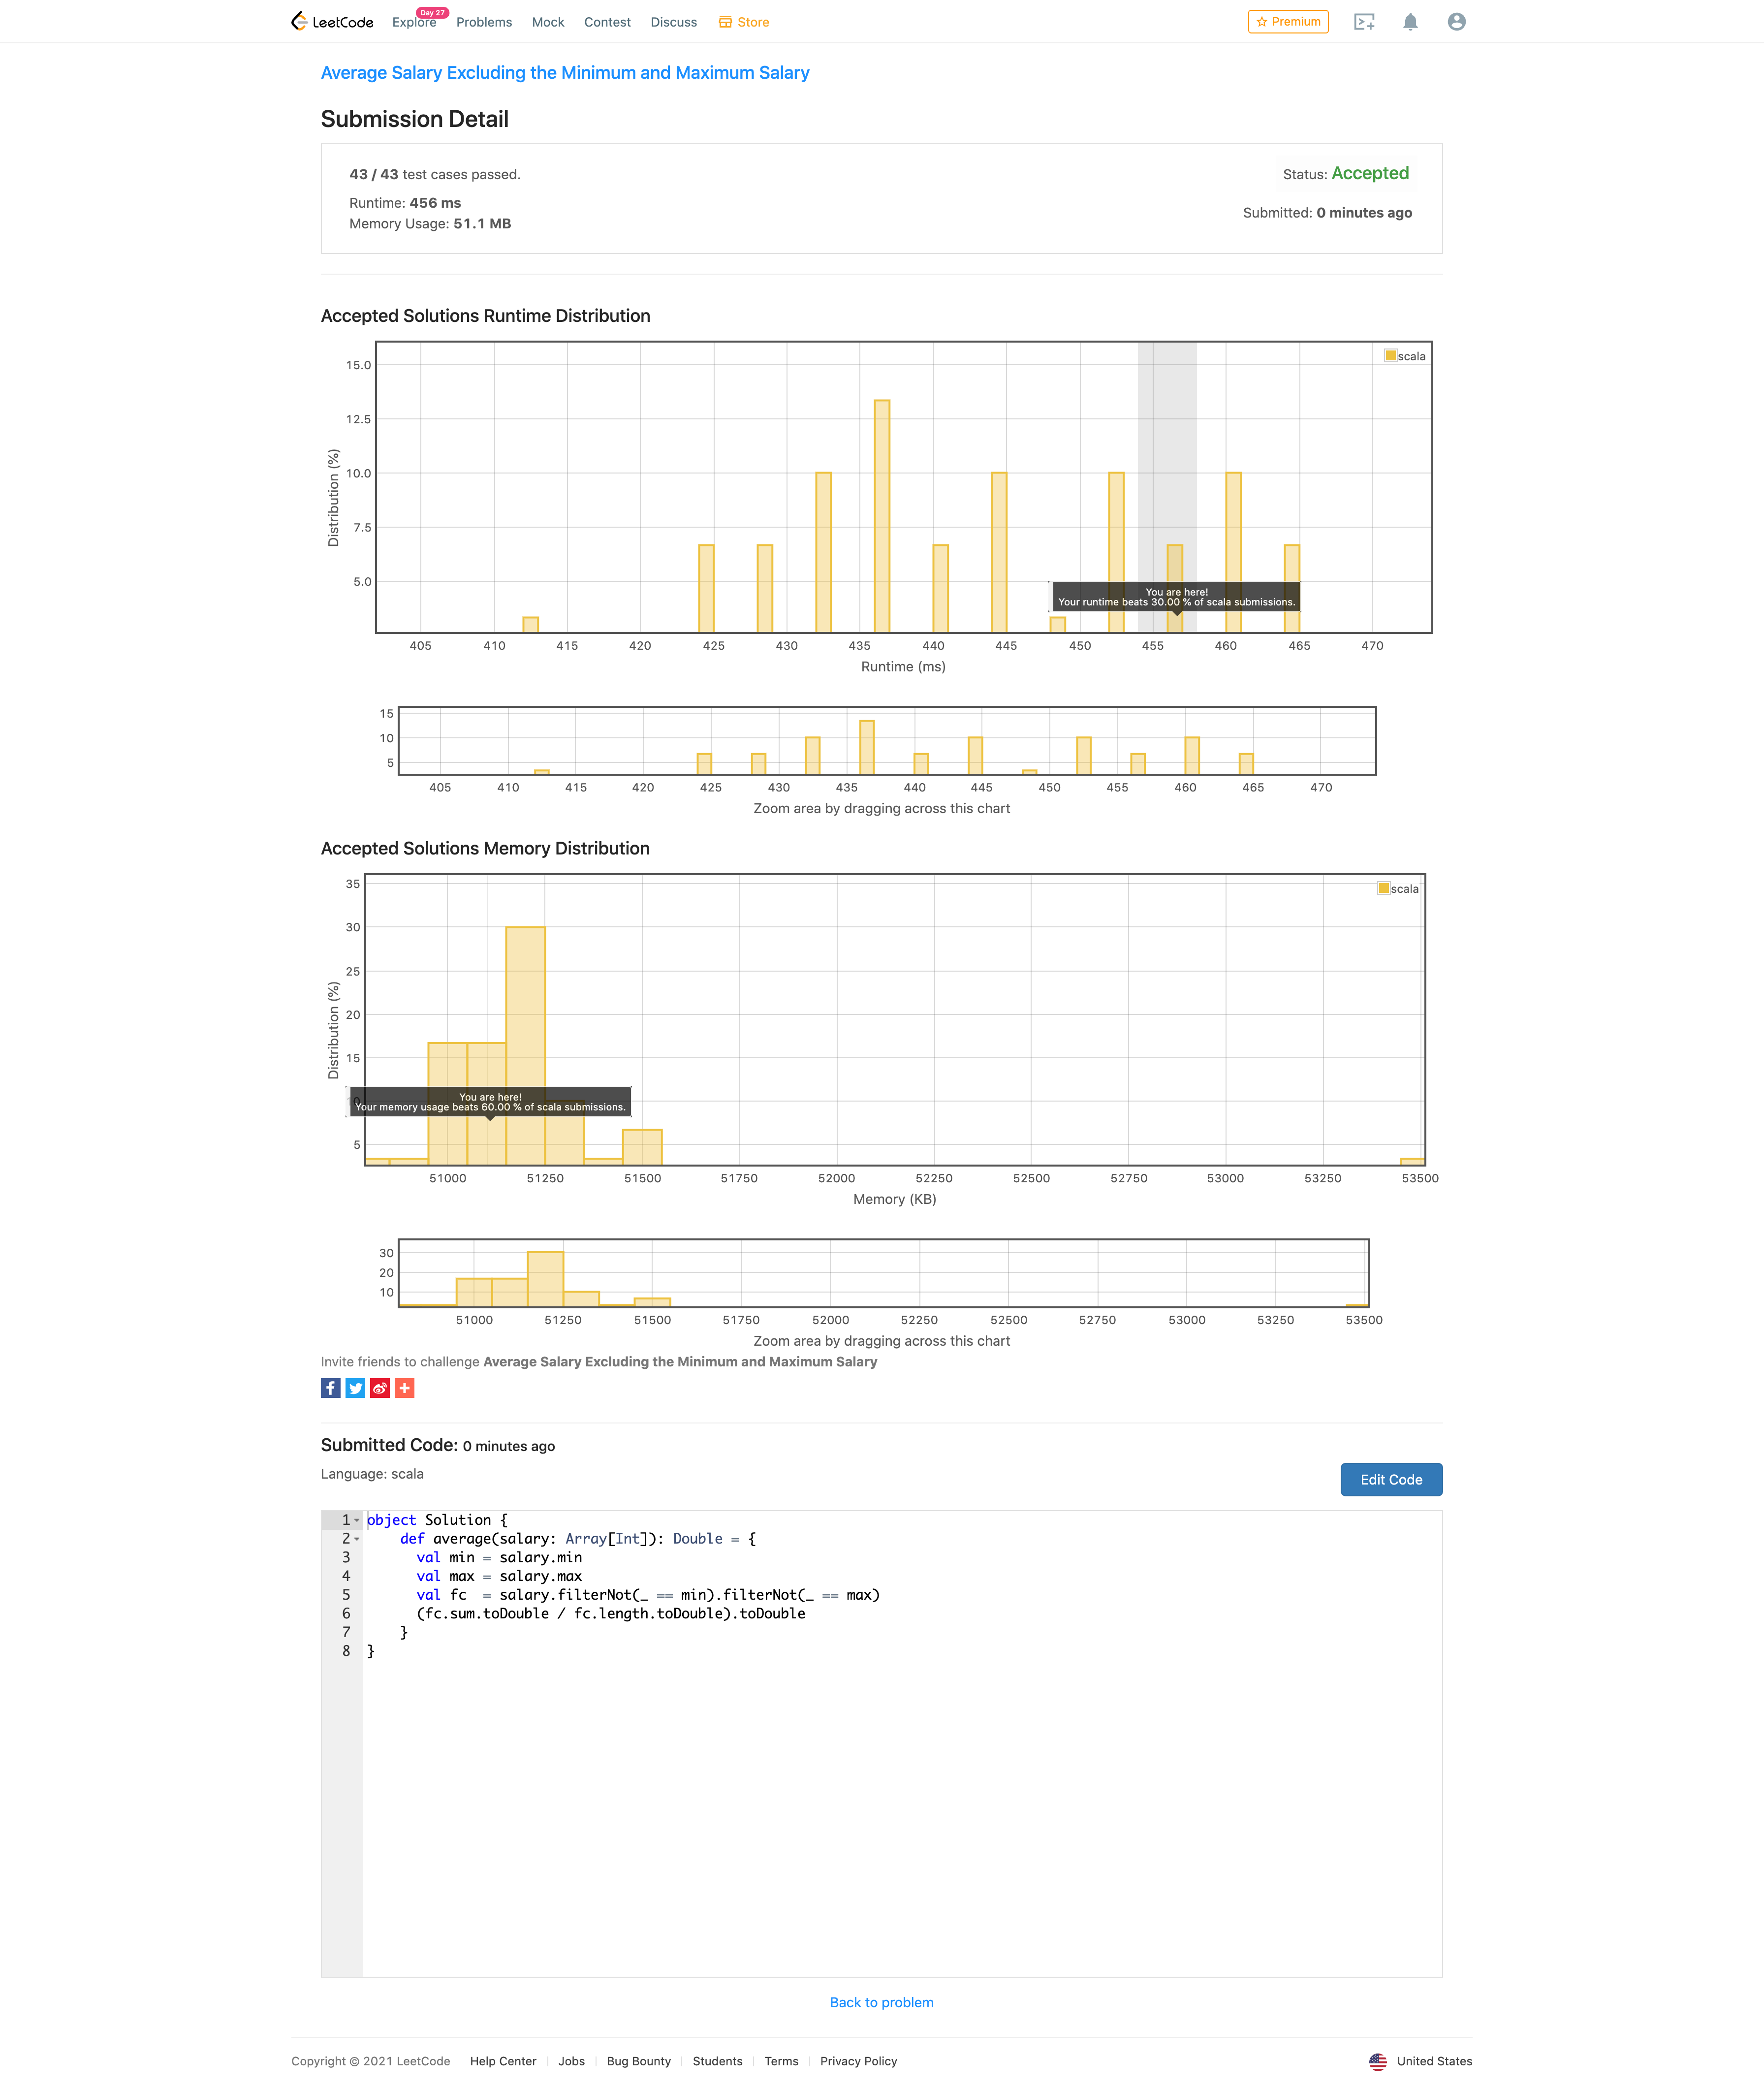 LeetCode Explore Day 27 Problems Mock Contest Discuss Store Premium
Average Salary Excluding the Minimum and Maximum Salary
Submission Detail
43 / 43 test cases passed.
Status: Accepted
Runtime: 456 ms
Submitted: 0 minutes ago
Memory Usage: 51.1 MB
Accepted Solutions Runtime Distribution
scala
15.0
12.5
10.0
7.5
5.0
Distribution (%)
You are here!
Your runtime beats 30.00 % of scala submissions.
405 410 415 420 425 430 435 440 445 450 455 460 465 470
Runtime (ms)
15
10
5
405 410 415 420 425 430 435 440 445 450 455 460 465 470
Zoom area by dragging across this chart
Accepted Solutions Memory Distribution
scala
35
30
25
20
15
10
5
Distribution (%)
You are here!
Your memory usage beats 60.00 % of scala submissions.
51000 51250 51500 51750 52000 52250 52500 52750 53000 53250 53500
Memory (KB)
30
20
10
51000 51250 51500 51750 52000 52250 52500 52750 53000 53250 53500
Zoom area by dragging across this chart
Invite friends to challenge Average Salary Excluding the Minimum and Maximum Salary
Submitted Code: 0 minutes ago
Language: scala
Edit Code
1 object Solution {
2     def average(salary: Array[Int]): Double = {
3       val min = salary.min
4       val max = salary.max
5       val fc  = salary.filterNot(_ == min).filterNot(_ == max)
6       (fc.sum.toDouble / fc.length.toDouble).toDouble
7     }
8 }
Back to problem
Copyright © 2021 LeetCode Help Center Jobs Bug Bounty Students Terms Privacy Policy United States